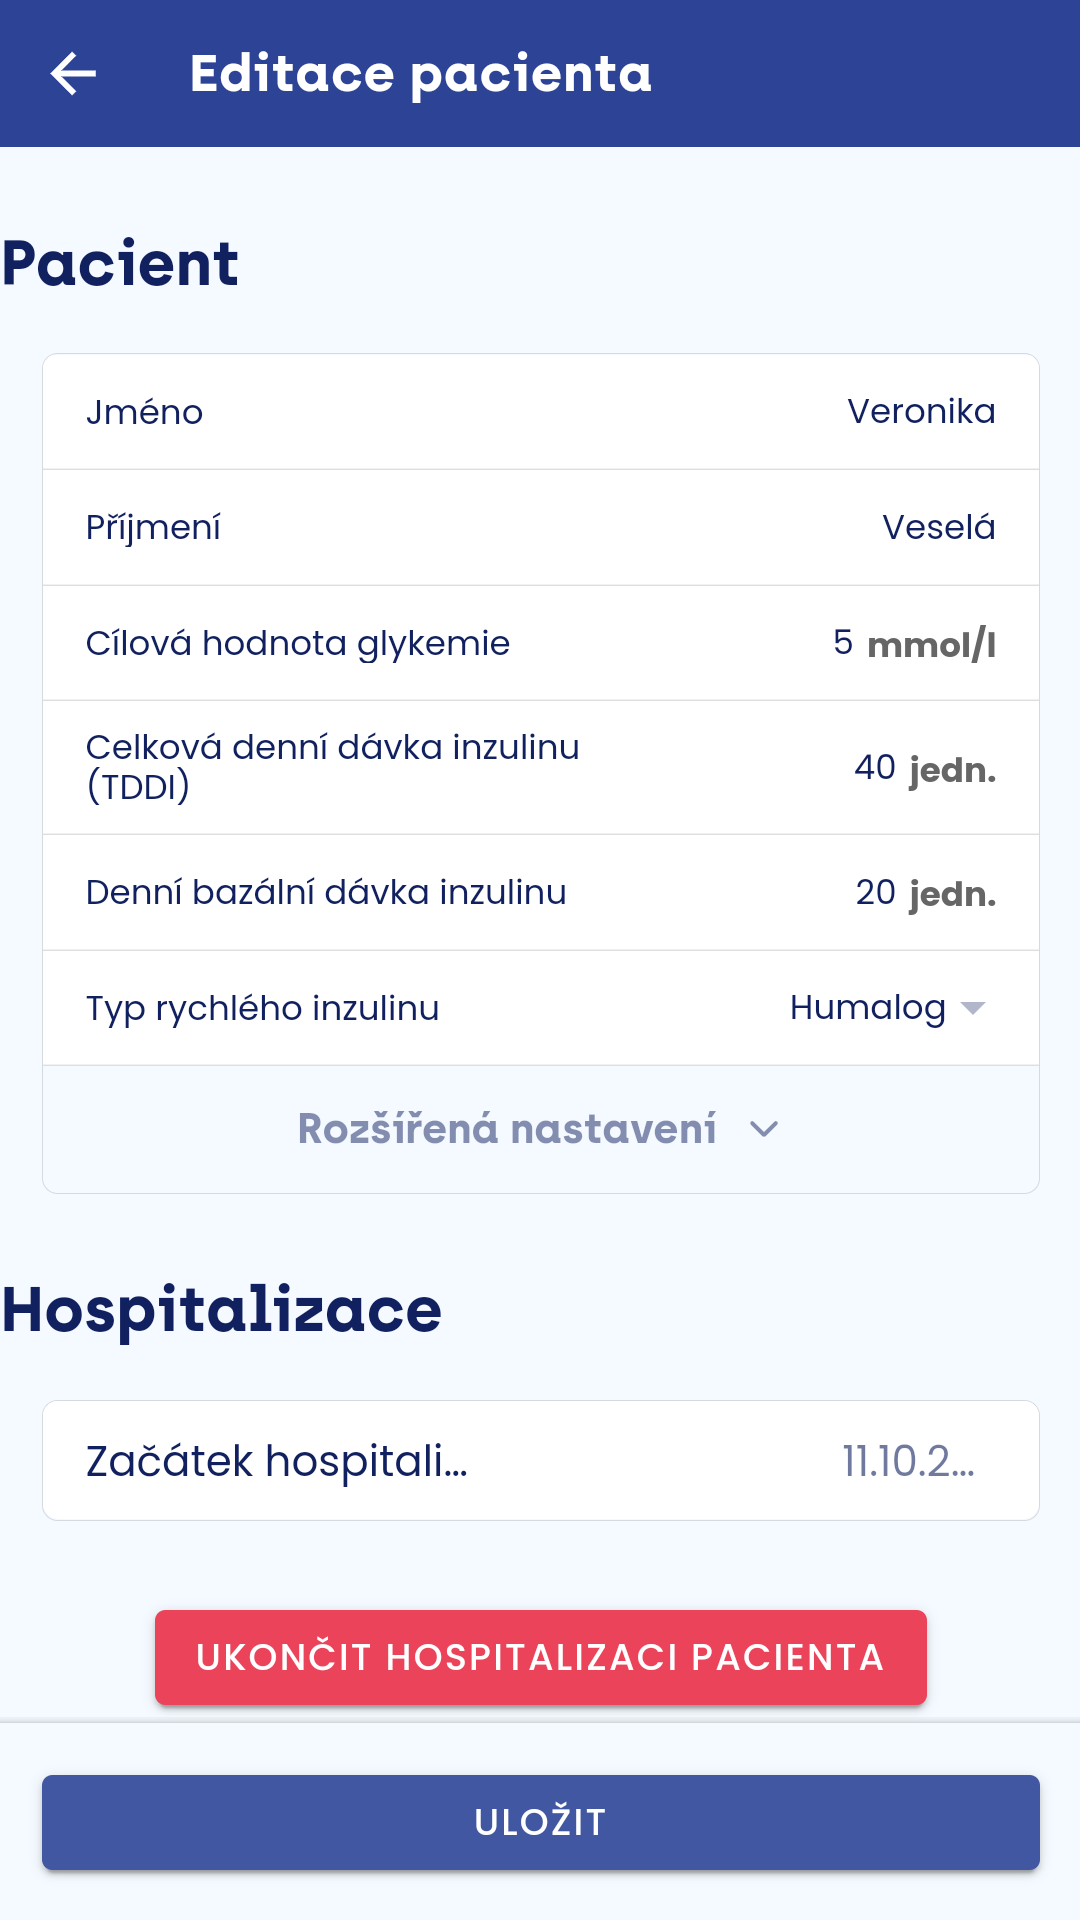 Editace pacienta
Pacient
Jméno Veronika
Příjmení Veselá
Cílová hodnota glykemie 5 mmol/l
Celková denní dávka inzulinu
(TDDI) 40 jedn.
Denní bazální dávka inzulinu 20 jedn.
Typ rychlého inzulinu Humalog
Rozšířená nastavení
Hospitalizace
Začátek hospitali... 11.10.2...
UKONČIT HOSPITALIZACI PACIENTA
ULOŽIT